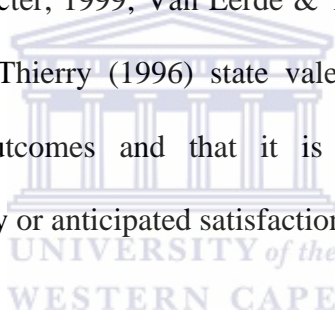 cter, 1999; Van Eerde &
Thierry (1996) state vale
utcomes and that it is
y or anticipated satisfaction
UNIVERSITY of the
WESTERN CAPE